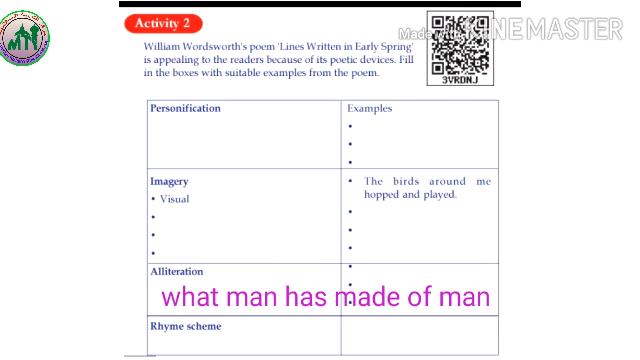 Activity 2
Made with KINEMASTER
William Wordsworth's poem 'Lines Written in Early Spring'
is appealing to the readers because of its poetic devices. Fill
in the boxes with suitable examples from the poem.
3VRDNJ
Personification
Examples
•
•
•
Imagery
• Visual
•
•
•
• The birds around me
hopped and played.
•
•
•
Alliteration
•
•
•
what man has made of man
Rhyme scheme